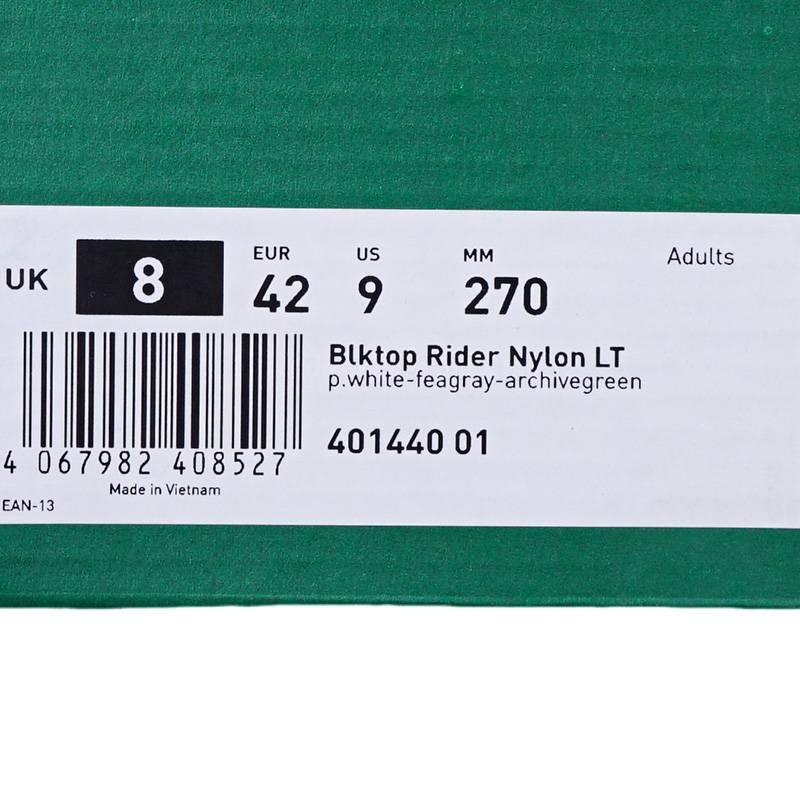 EUR US MM Adults
UK 8 42 9 270
Blktop Rider Nylon LT
p.white-feagray-archivegreen
401440 01
4 067982 408527
Made in Vietnam
EAN-13